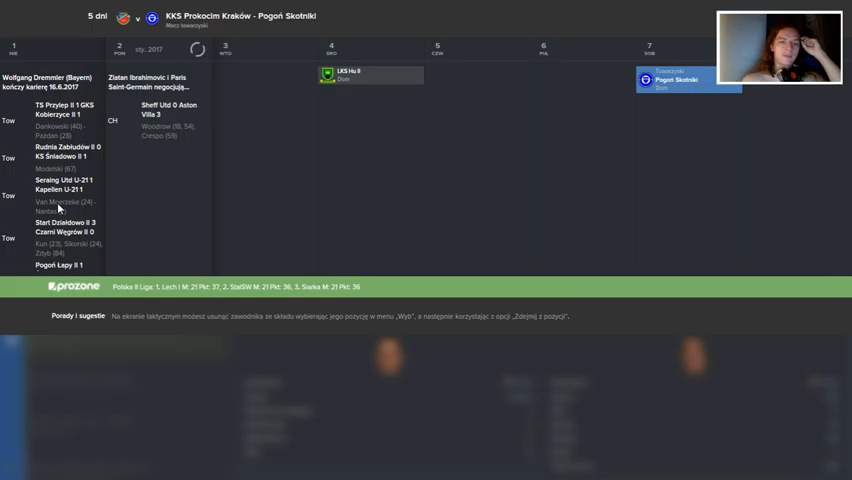 5 dni
v
KKS Prokocim Kraków - Pogoń Skotniki
Mecz towarzyski
1
NIE
2
PON
sty. 2017
3
WTO
4
ŚRO
5
CZW
6
PIĄ
7
SOB
Wolfgang Dremmler (Bayern)
kończy karierę 16.6.2017
Tow
TS Przylep II 1 GKS
Kobierzyce II 1
Dankowski (40) -
Pazdan (28)
Tow
Rudnia Zabłudów II 0
KS Śniadowo II 1
Modelski (67)
Tow
Seraing Utd U-21 1
Kapellen U-21 1
Van Moerzeke (24) -
Tow
Start Działdowo II 3
Czarni Węgrów II 0
Kun (23), Sikorski (24),
Zdyb (84)
Pogoń Łapy II 1
Zlatan Ibrahimovic i Paris
Saint-Germain negocjują...
CH
Sheff Utd 0 Aston
Villa 3
Woodrow (18, 54),
Crespo (59)
LKS Hu II
Dom
Towarzyski
Pogoń Skotniki
Dom
prozone
Polska II Liga: 1. Lech I M: 21 Pkt: 37, 2. StalSW M: 21 Pkt: 36, 3. Siarka M: 21 Pkt: 36
Porady i sugestie
Na ekranie taktycznym możesz usunąć zawodnika ze składu wybierając jego pozycję w menu „Wyb", a następnie korzystając z opcji „Zdejmij z pozycji".